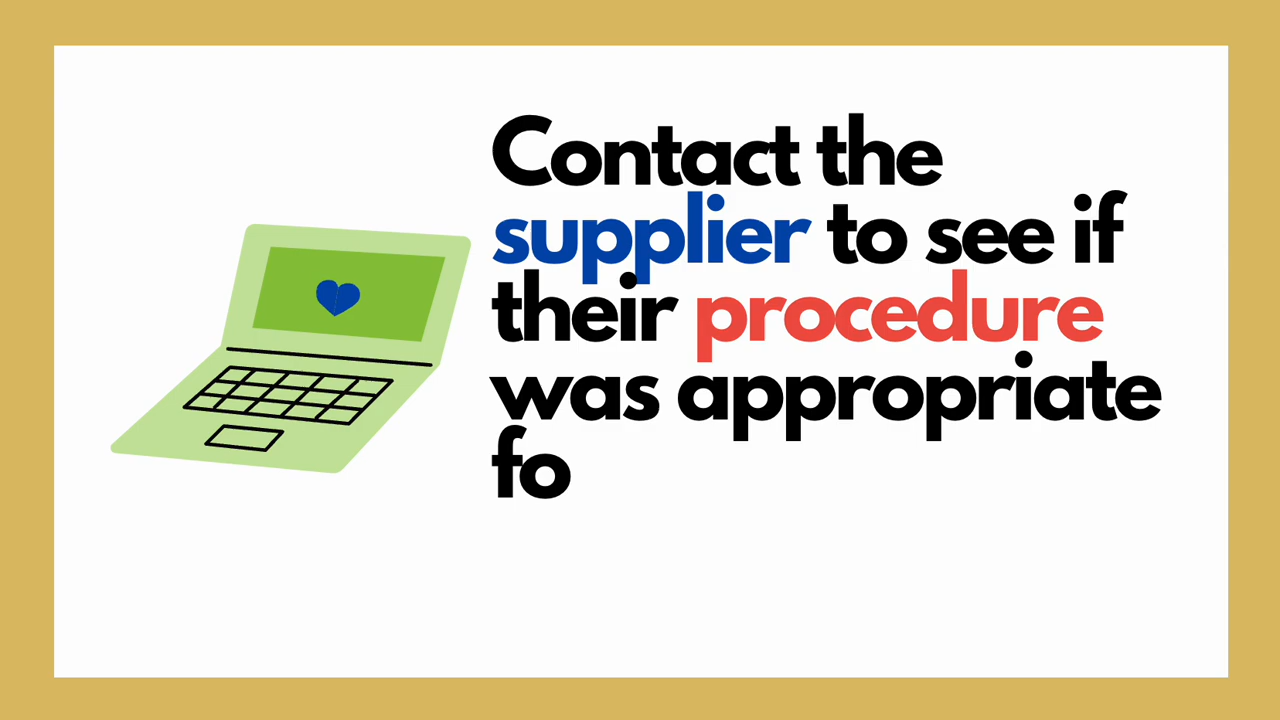 Contact the
supplier to see if
their procedure
was appropriate
fo